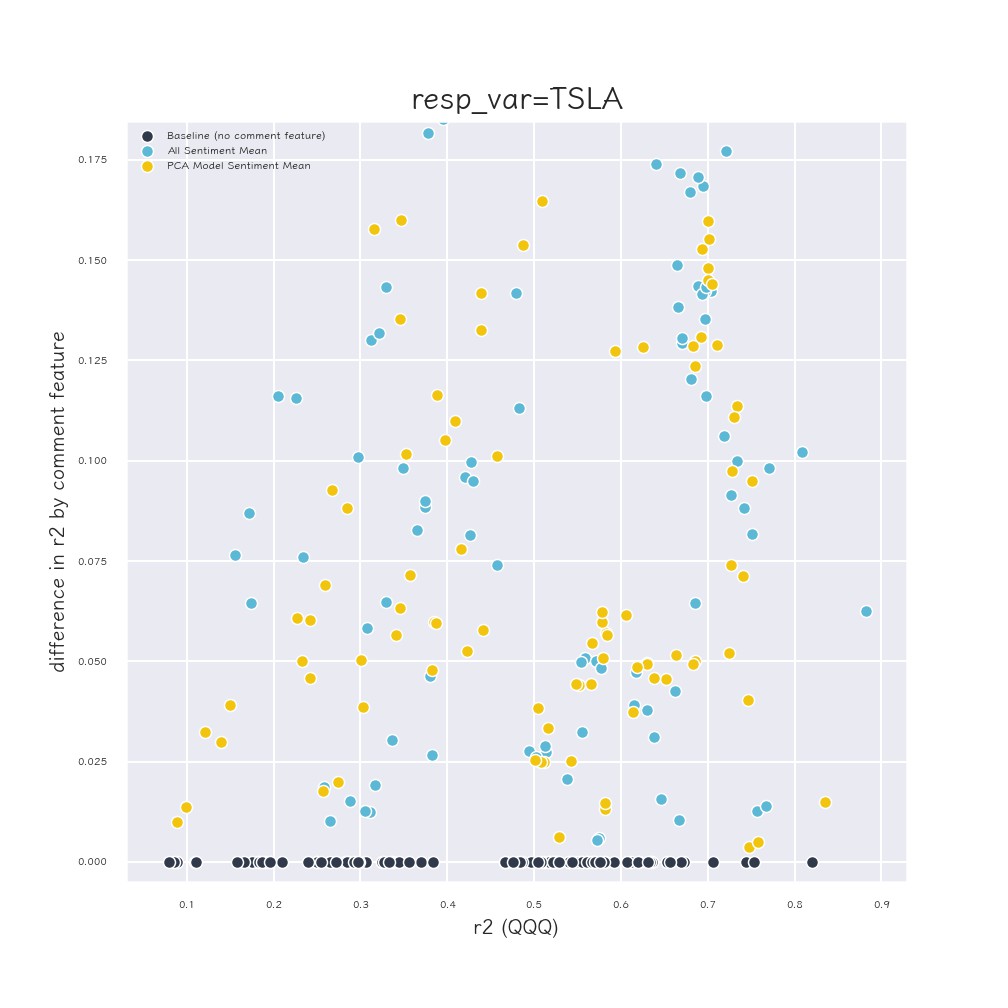 resp_var=TSLA
Baseline (no comment feature)
All Sentiment Mean
PCA Model Sentiment Mean
0.175
0.150
0.125
0.100
0.075
0.050
0.025
0.000
difference in r2 by comment feature
0.1 0.2 0.3 0.4 0.5 0.6 0.7 0.8 0.9
r2 (QQQ)